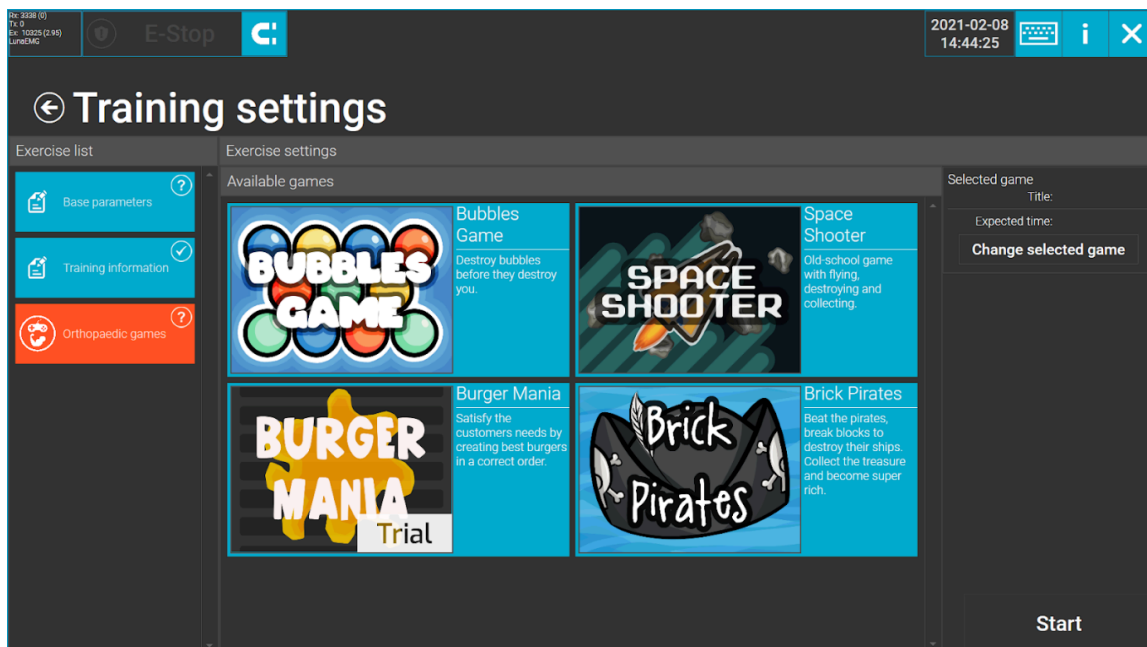 Rx: 3338 (0)
Tx: 0
Ex: 10325 (2.95)
LunaEMG
E-Stop
2021-02-08
14:44:25
i
Training settings
Exercise list
Exercise settings
Base parameters
?
Training information
Orthopaedic games
?
Available games
BUBBLES
GAME
Bubbles
Game
Destroy bubbles
before they destroy
you.
SPACE
SHOOTER
Space
Shooter
Old-school game
with flying,
destroying and
collecting.
BURGER
MANIA
Trial
Burger Mania
Satisfy the
customers needs by
creating best burgers
in a correct order.
Brick
Pirates
Brick Pirates
Beat the pirates,
break blocks to
destroy their ships.
Collect the treasure
and become super
rich.
Selected game
Title:
Expected time:
Change selected game
Start